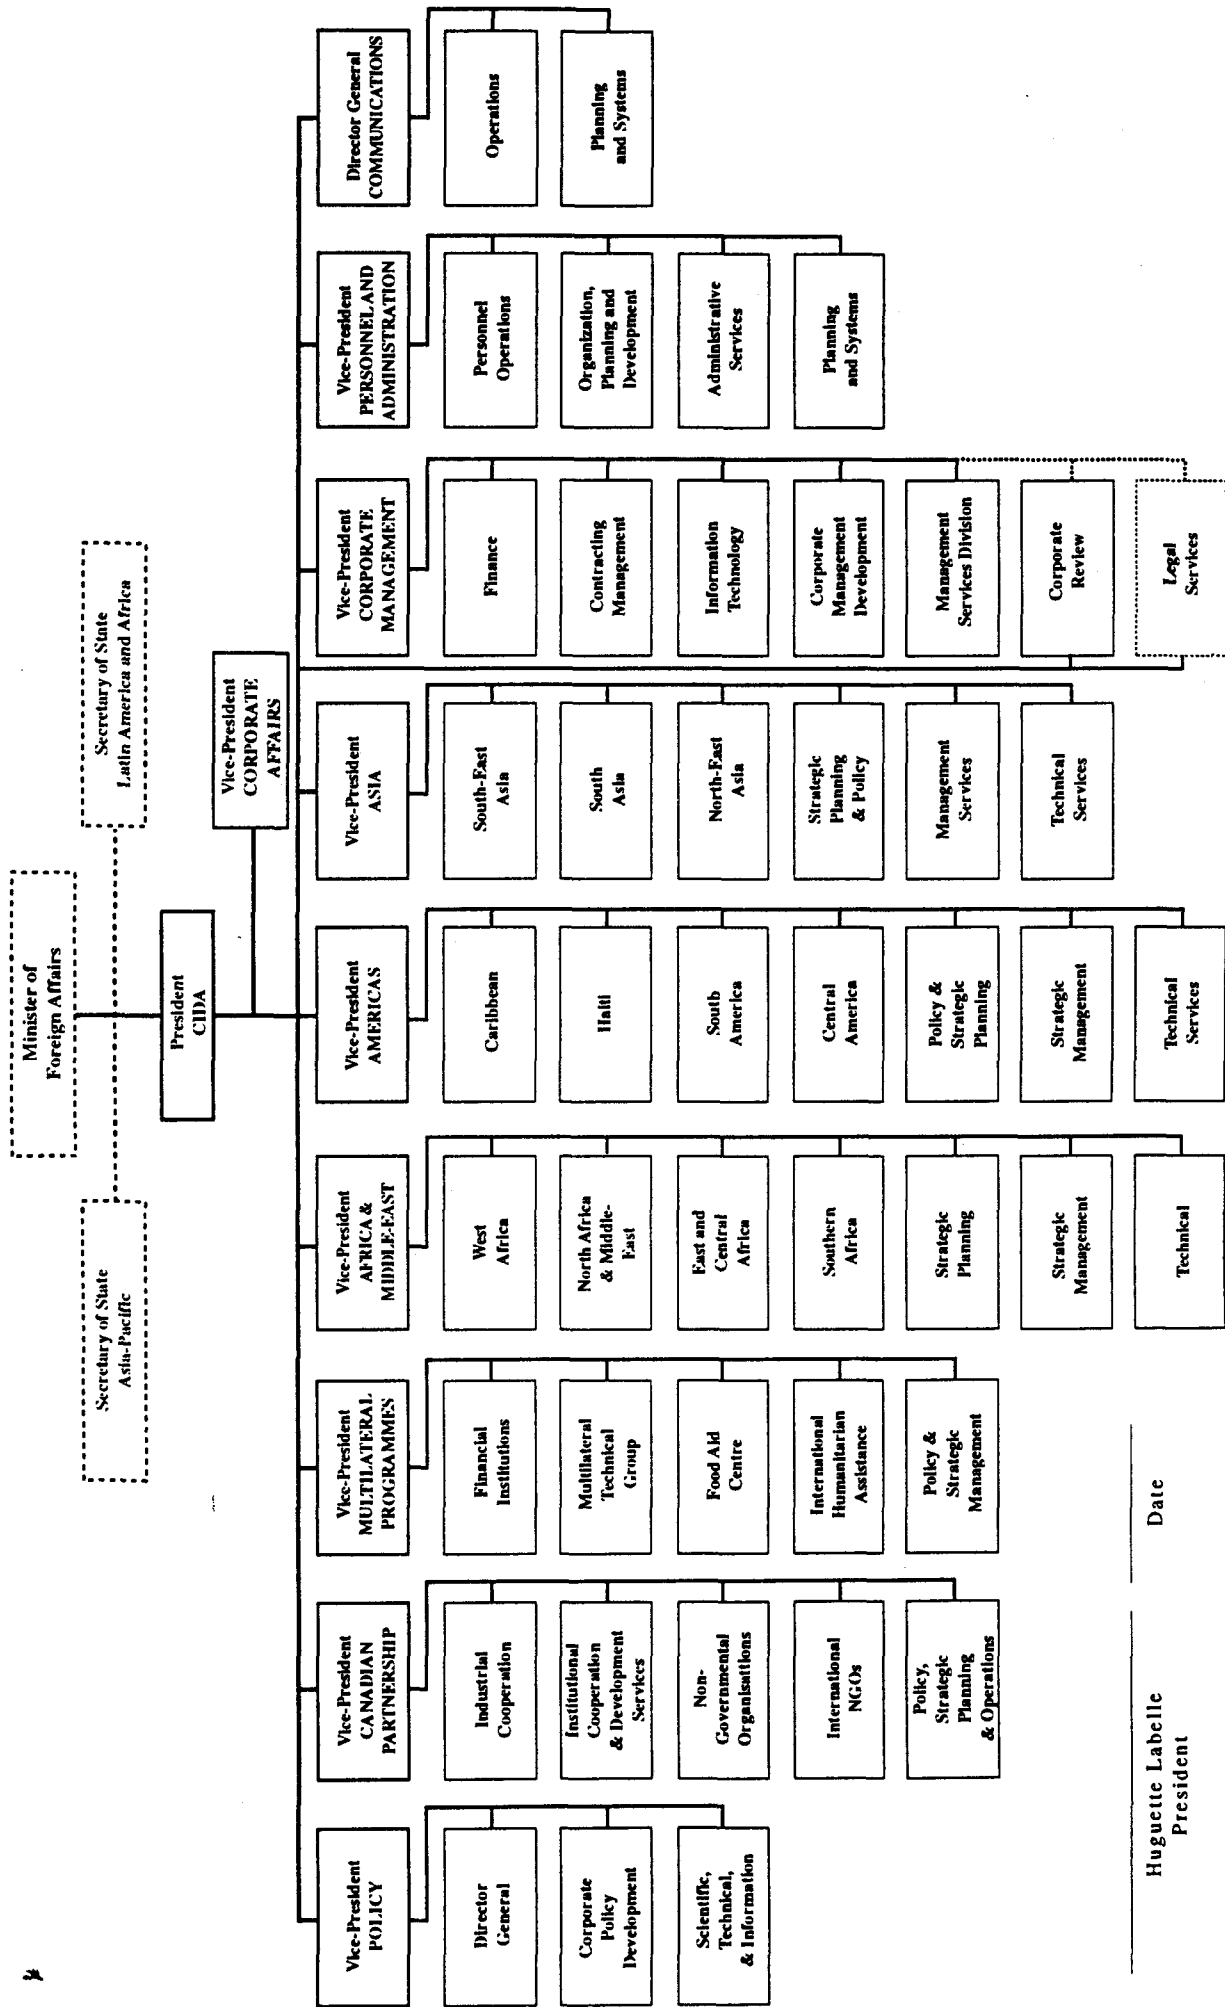 Minister of
Foreign Affairs
Secretary of State
Asia-Pacific
Secretary of State
Latin America and Africa
President
CIDA
Vice-President
CORPORATE
AFFAIRS
Vice-President
POLICY
Director
General
Corporate
Policy
Development
Scientific,
Technical,
& Information
Vice-President
CANADIAN
PARTNERSHIP
Industrial
Cooperation
Institutional
Cooperation
& Development
Services
Non-
Governmental
Organisattions
International
NGOs
Policy,
Strategic
Planning
& Operations
Vice-President
MULTILATERAL
PROGRAMMES
Financial
Institutions
Multilateral
Technical
Group
Food Aid
Centre
International
Humanitarian
Assistance
Policy &
Strategic
Management
Vice-President
AFRICA &
MIDDLE-EAST
West
Africa
North Africa
& Middle-
East
East and
Central
Africa
Southern
Africa
Strategic
Planning
Strategic
Management
Technical
Vice-President
AMERICAS
Caribbean
Haiti
South
America
Central
America
Policy &
Strategic
Planning
Strategic
Management
Technical
Services
Vice-President
ASIA
South-East
Asia
South
Asia
North-East
Asia
Strategic
Planning
& Policy
Management
Services
Technical
Services
Vice-President
CORPORATE
MANAGEMENT
Finance
Contracting
Management
Information
Technology
Corporate
Management
Development
Management
Services Division
Corporate
Review
Legal
Services
Vice-President
PERSONNEL AND
ADMINISTRATION
Personnel
Operations
Organization,
Planning and
Development
Administrative
Services
Planning
and Systems
Director General
COMMUNICATIONS
Operations
Planning
and Systems
Huguette Labelle
President
Date